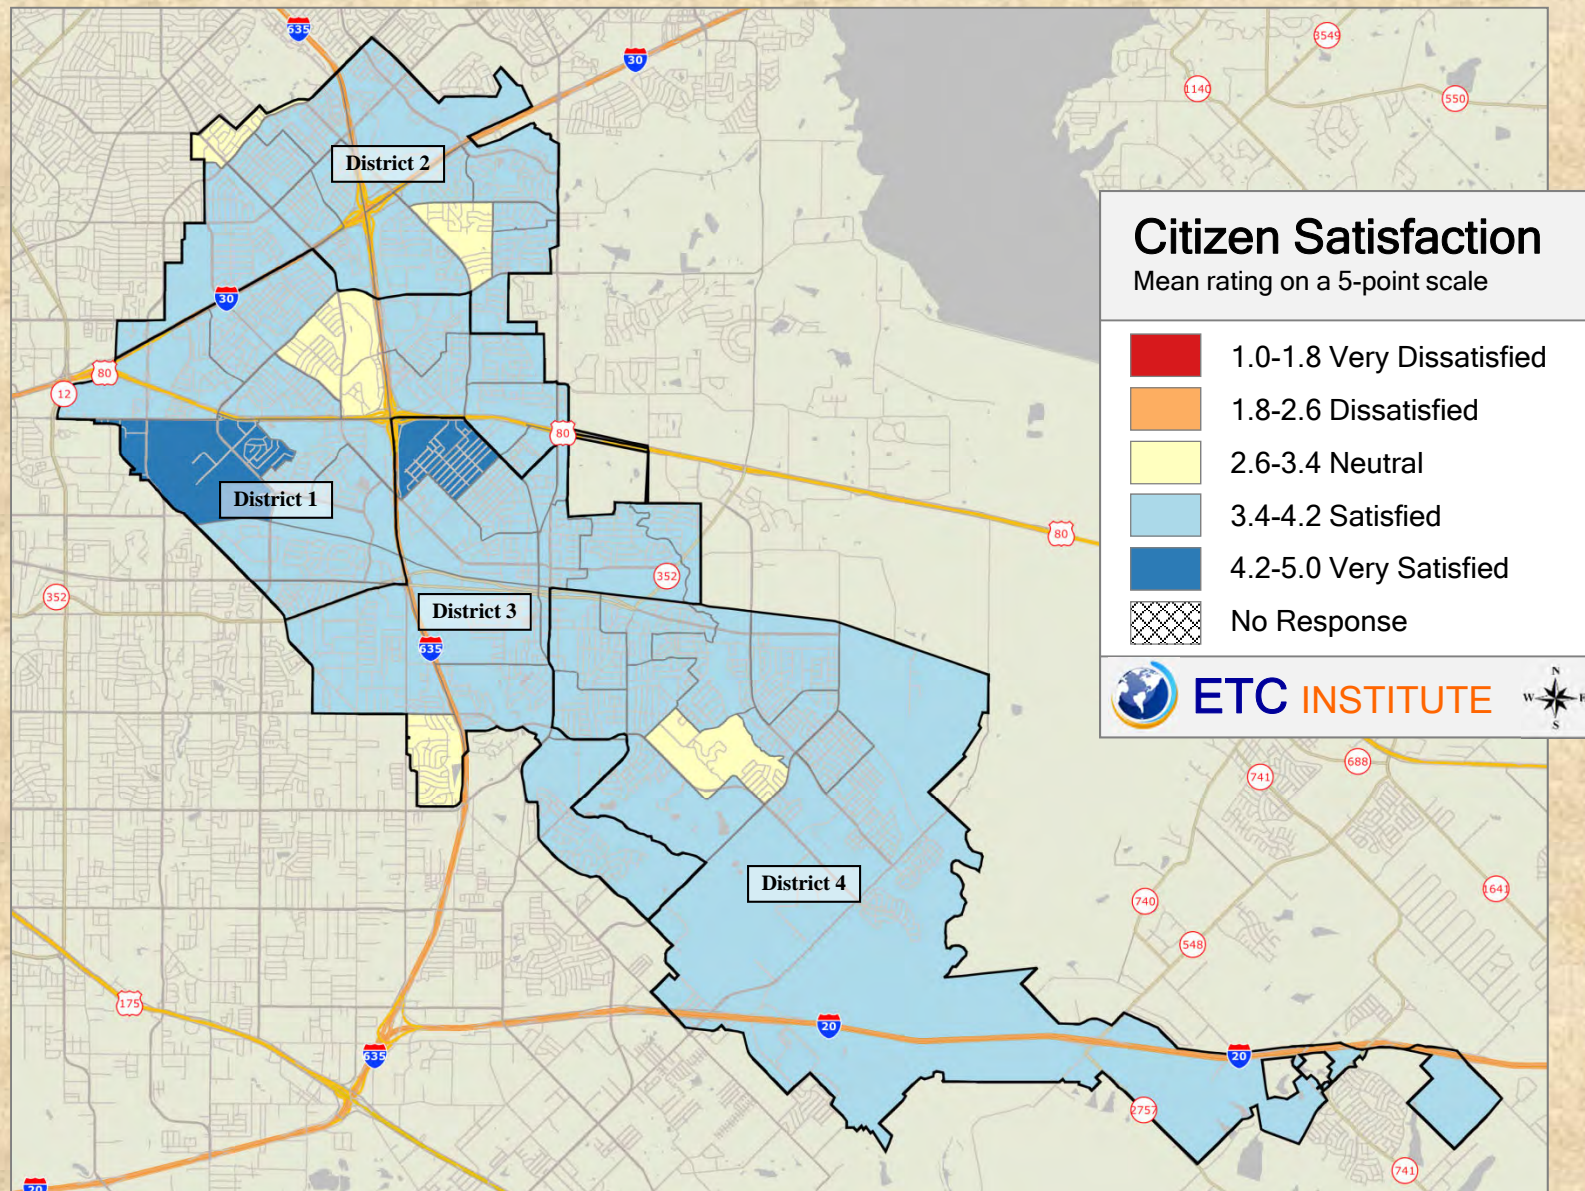 635
30
3549
1140
550
District 2
Citizen Satisfaction
Mean rating on a 5-point scale
30
1.0-1.8 Very Dissatisfied
80
12
1.8-2.6 Dissatisfied
80
2.6-3.4 Neutral
District 1
3.4-4.2 Satisfied
80
352
352
4.2-5.0 Very Satisfied
District 3
No Response
635
ETC INSTITUTE
N
W E
S
688
741
District 4
1641
740
548
175
20
635
20
2757
741
20